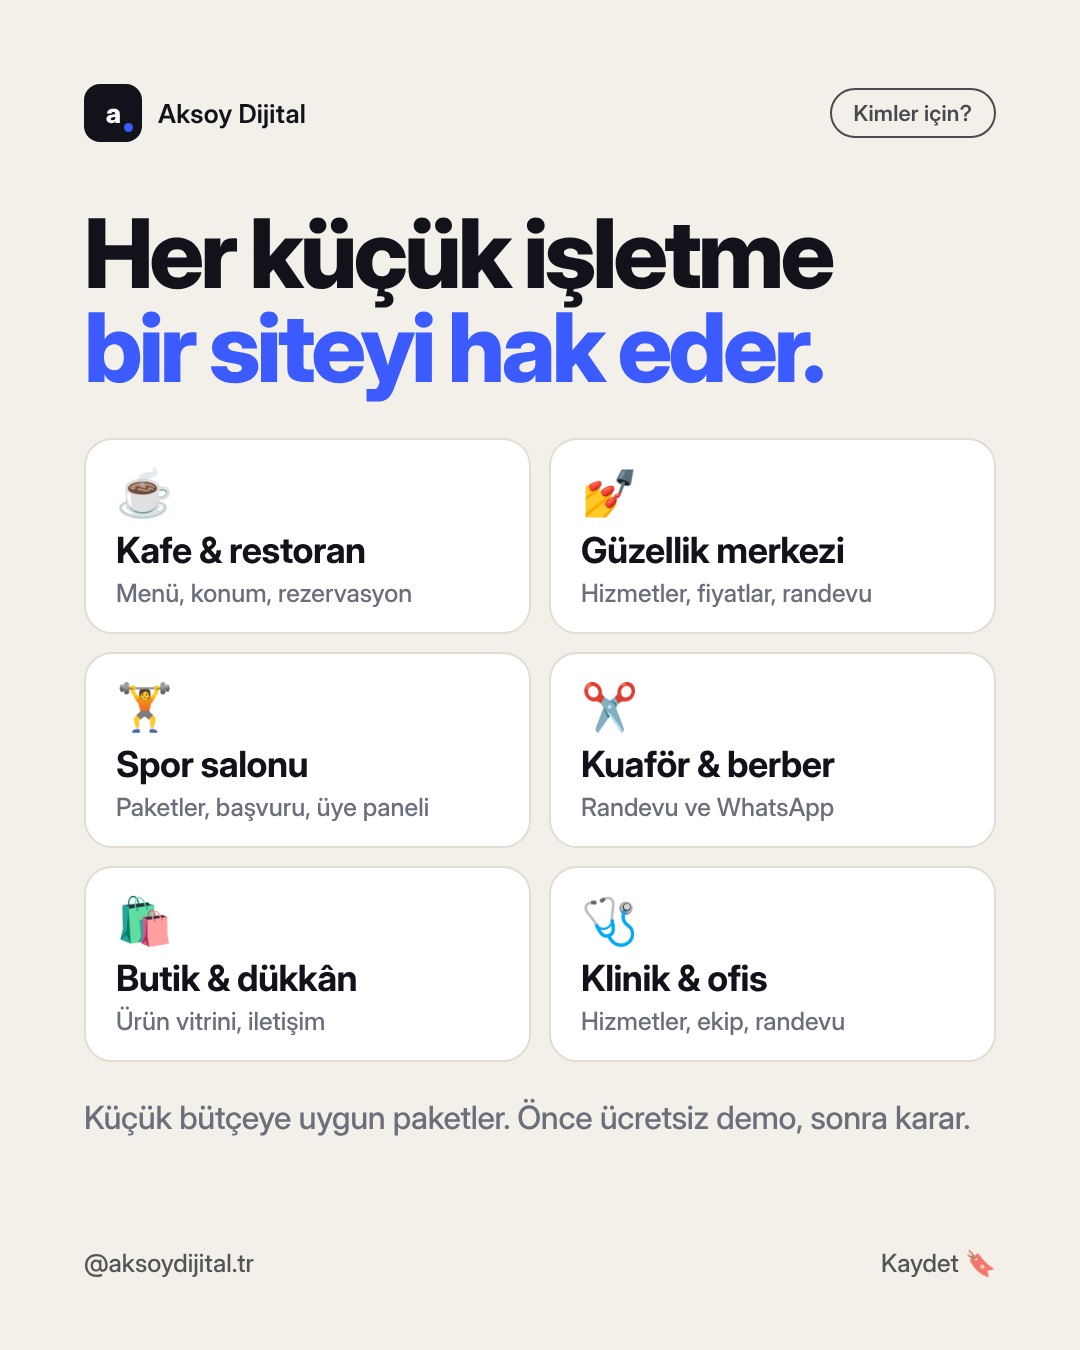 a.
Aksoy Dijital
Kimler için?
Her küçük işletme
bir siteyi hak eder.
Kafe & restoran
Menü, konum, rezervasyon
Güzellik merkezi
Hizmetler, fiyatlar, randevu
Spor salonu
Paketler, başvuru, üye paneli
Kuaför & berber
Randevu ve WhatsApp
Butik & dükkân
Ürün vitrini, iletişim
Klinik & ofis
Hizmetler, ekip, randevu
Küçük bütçeye uygun paketler. Önce ücretsiz demo, sonra karar.
@aksoydijital.tr
Kaydet 🔖